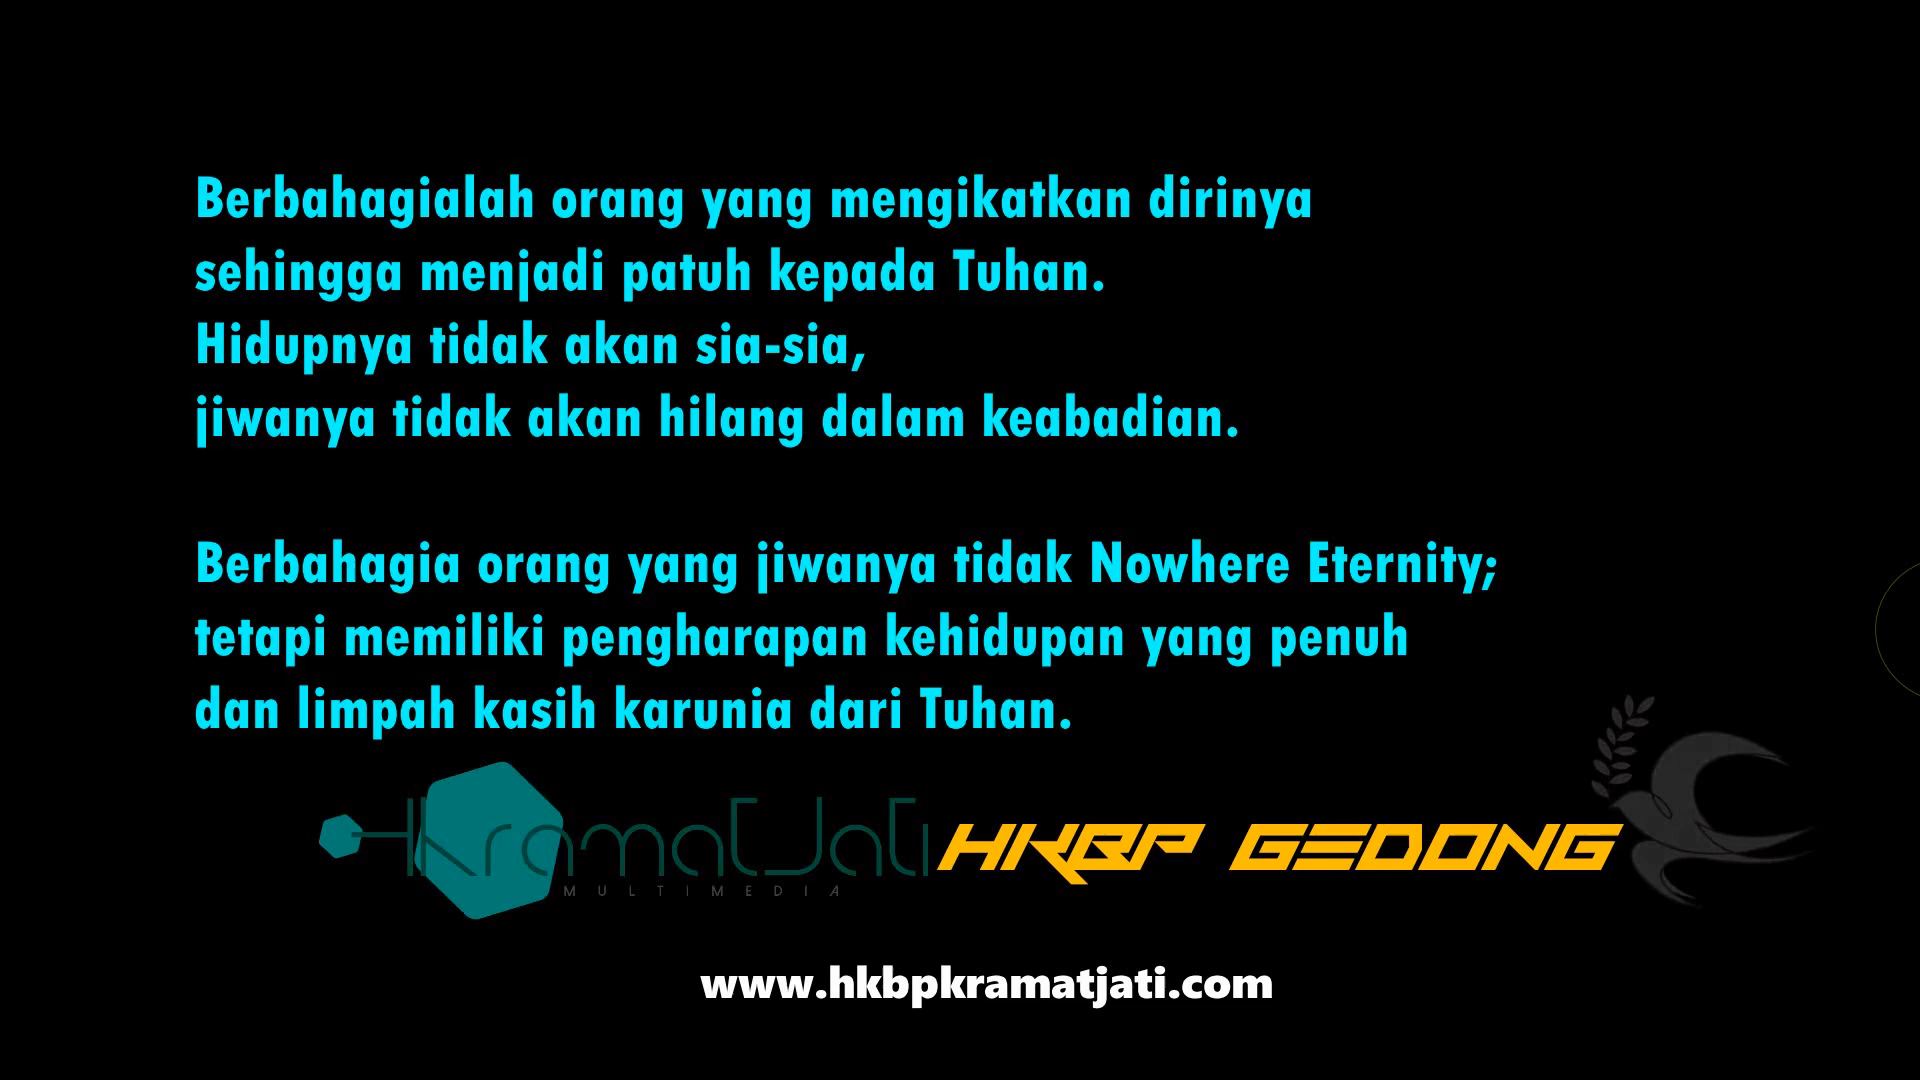 Berbahagialah orang yang mengikatkan dirinya
sehingga menjadi patuh kepada Tuhan.
Hidupnya tidak akan sia-sia,
jiwanya tidak akan hilang dalam keabadian.
Berbahagia orang yang jiwanya tidak Nowhere Eternity;
tetapi memiliki pengharapan kehidupan yang penuh
dan limpah kasih karunia dari Tuhan.
KramatJati HKBP GEDONG
MULTIMEDIA
www.hkbpkramatjati.com